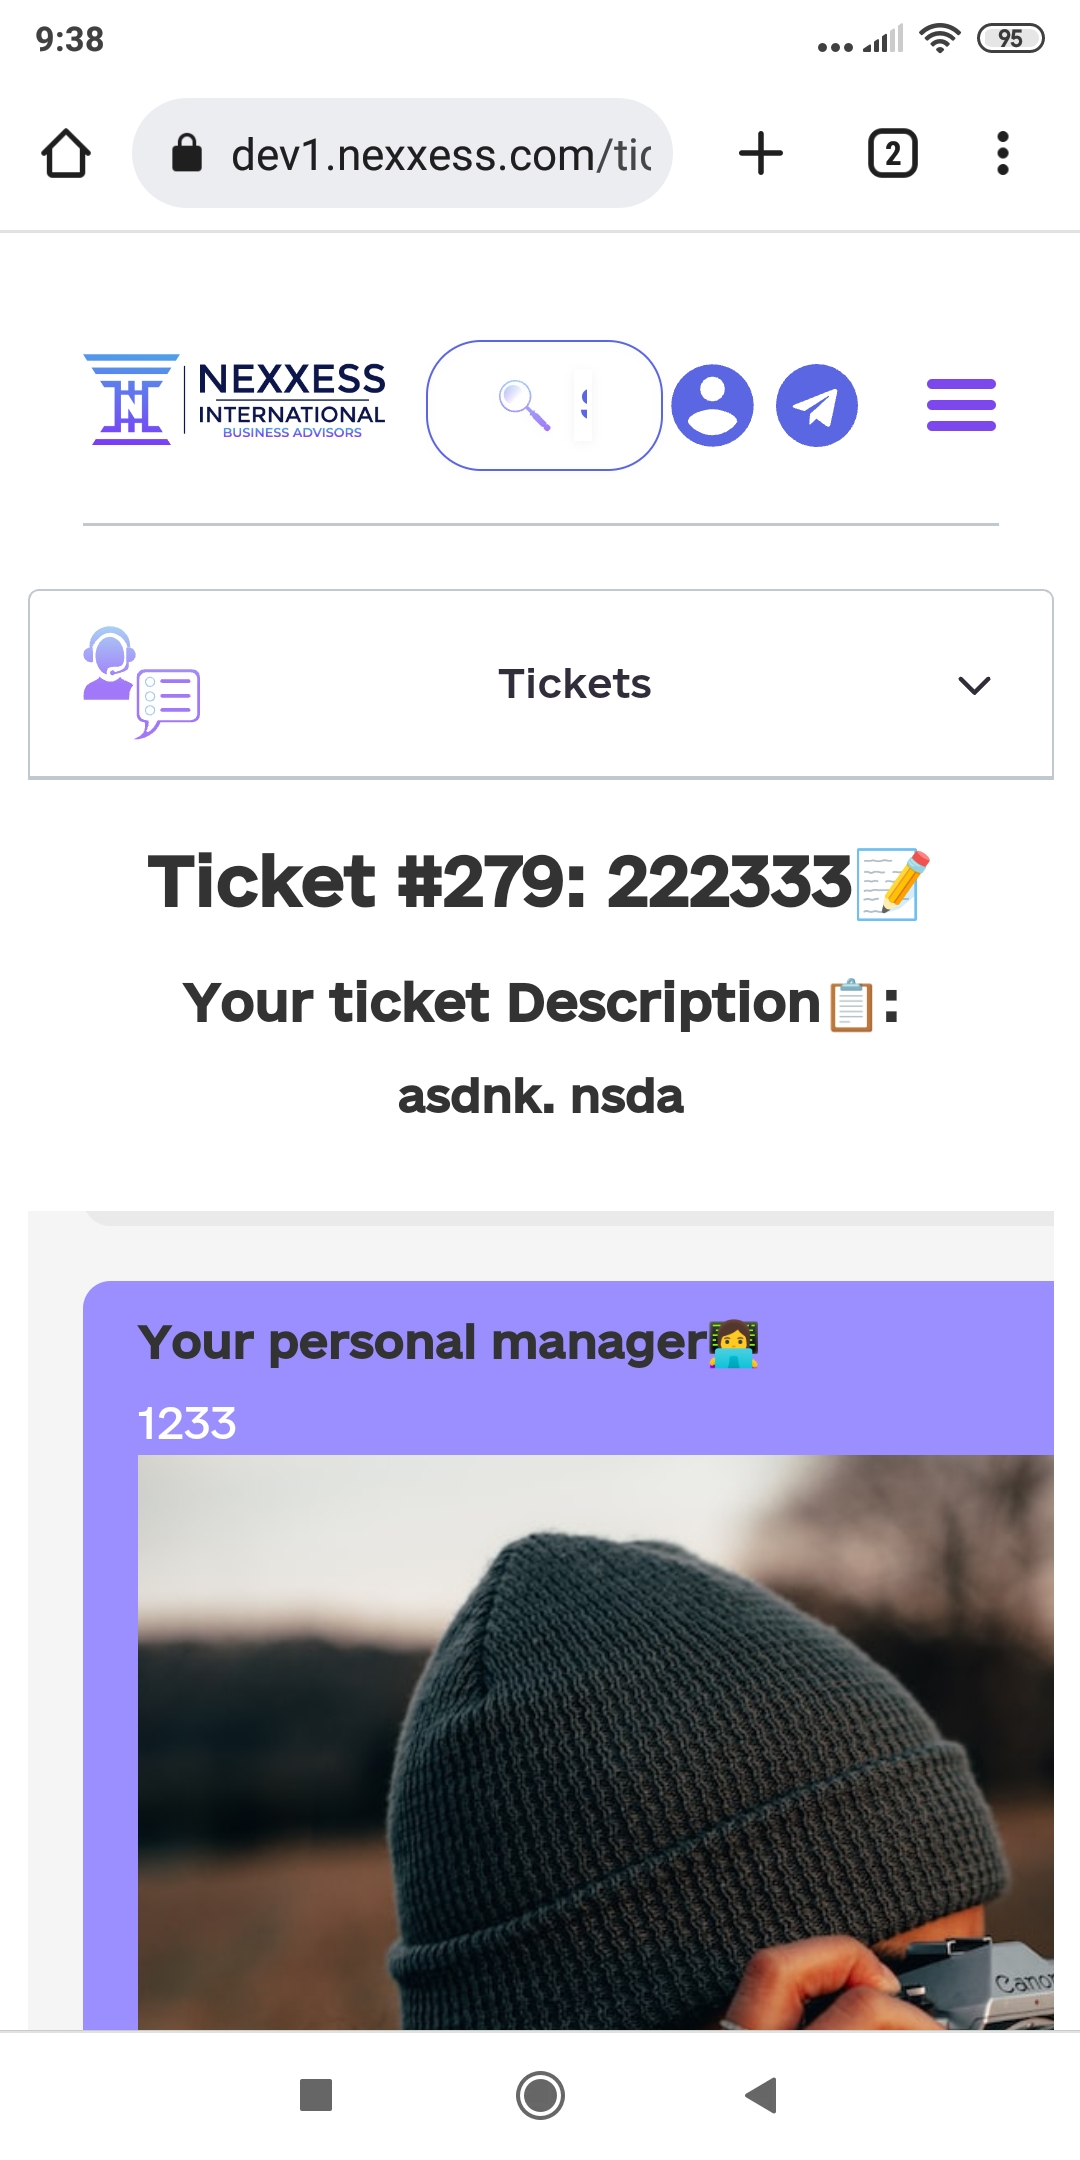 9:38
95
dev1.nexxess.com/tic
2
NEXXESS
INTERNATIONAL
BUSINESS ADVISORS
Tickets
Ticket #279: 222333📝
Your ticket Description📋:
asdnk. nsda
Your personal manager👩‍💻
1233
Canon